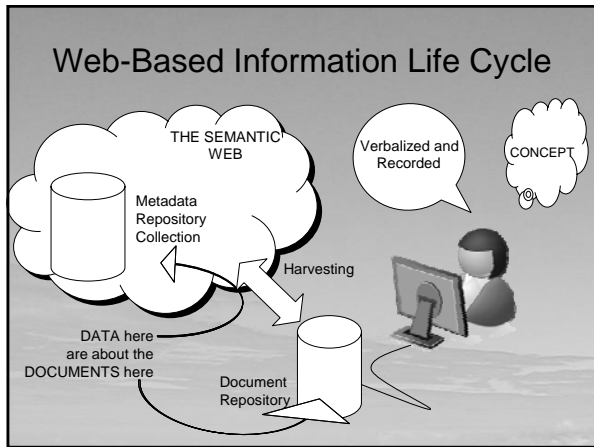 Web-Based Information Life Cycle
THE SEMANTIC
WEB
Verbalized and
Recorded
CONCEPT
Metadata
Repository
Collection
Harvesting
DATA here
are about the
DOCUMENTS here
Document
Repository